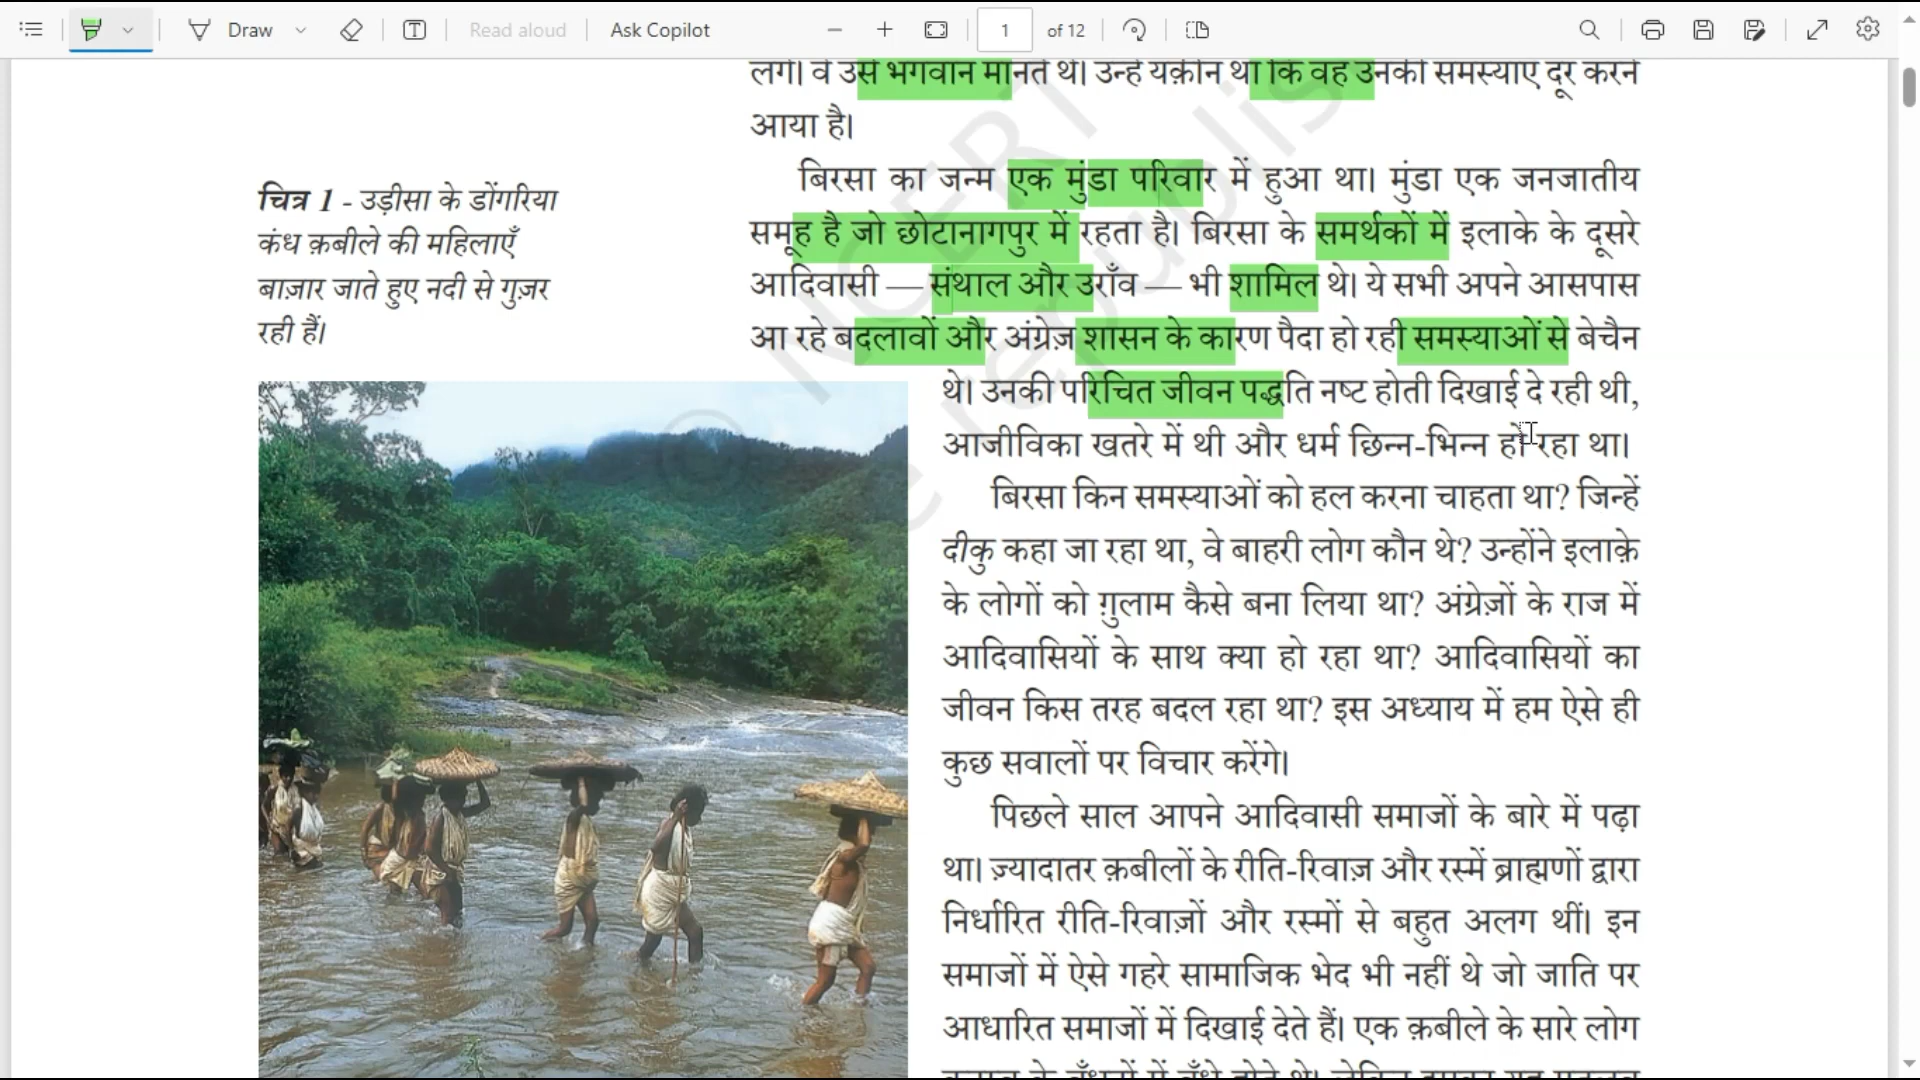 Draw
Read aloud
Ask Copilot
1
of 12
लगे। वे उसे भगवान मानते थे। उन्हें यक़ीन था कि वह उनकी समस्याएँ दूर करने
आया है।
बिरसा का जन्म एक मुंडा परिवार में हुआ था। मुंडा एक जनजातीय
समूह है जो छोटानागपुर में रहता है। बिरसा के समर्थकों में इलाके के दूसरे
आदिवासी — संथाल और उराँव — भी शामिल थे। ये सभी अपने आसपास
आ रहे बदलावों और अंग्रेज़ शासन के कारण पैदा हो रही समस्याओं से बेचैन
थे। उनकी परिचित जीवन पद्धति नष्ट होती दिखाई दे रही थी,
आजीविका खतरे में थी और धर्म छिन्न-भिन्न हो रहा था।
चित्र 1 - उड़ीसा के डोंगरिया
कंध क़बीले की महिलाएँ
बाज़ार जाते हुए नदी से गुज़र
रही हैं।
बिरसा किन समस्याओं को हल करना चाहता था? जिन्हें
दीकु कहा जा रहा था, वे बाहरी लोग कौन थे? उन्होंने इलाक़े
के लोगों को ग़ुलाम कैसे बना लिया था? अंग्रेज़ों के राज में
आदिवासियों के साथ क्या हो रहा था? आदिवासियों का
जीवन किस तरह बदल रहा था? इस अध्याय में हम ऐसे ही
कुछ सवालों पर विचार करेंगे।
पिछले साल आपने आदिवासी समाजों के बारे में पढ़ा
था। ज़्यादातर क़बीलों के रीति-रिवाज़ और रस्में ब्राह्मणों द्वारा
निर्धारित रीति-रिवाज़ों और रस्मों से बहुत अलग थीं। इन
समाजों में ऐसे गहरे सामाजिक भेद भी नहीं थे जो जाति पर
आधारित समाजों में दिखाई देते हैं। एक क़बीले के सारे लोग
© NCERT
e republis